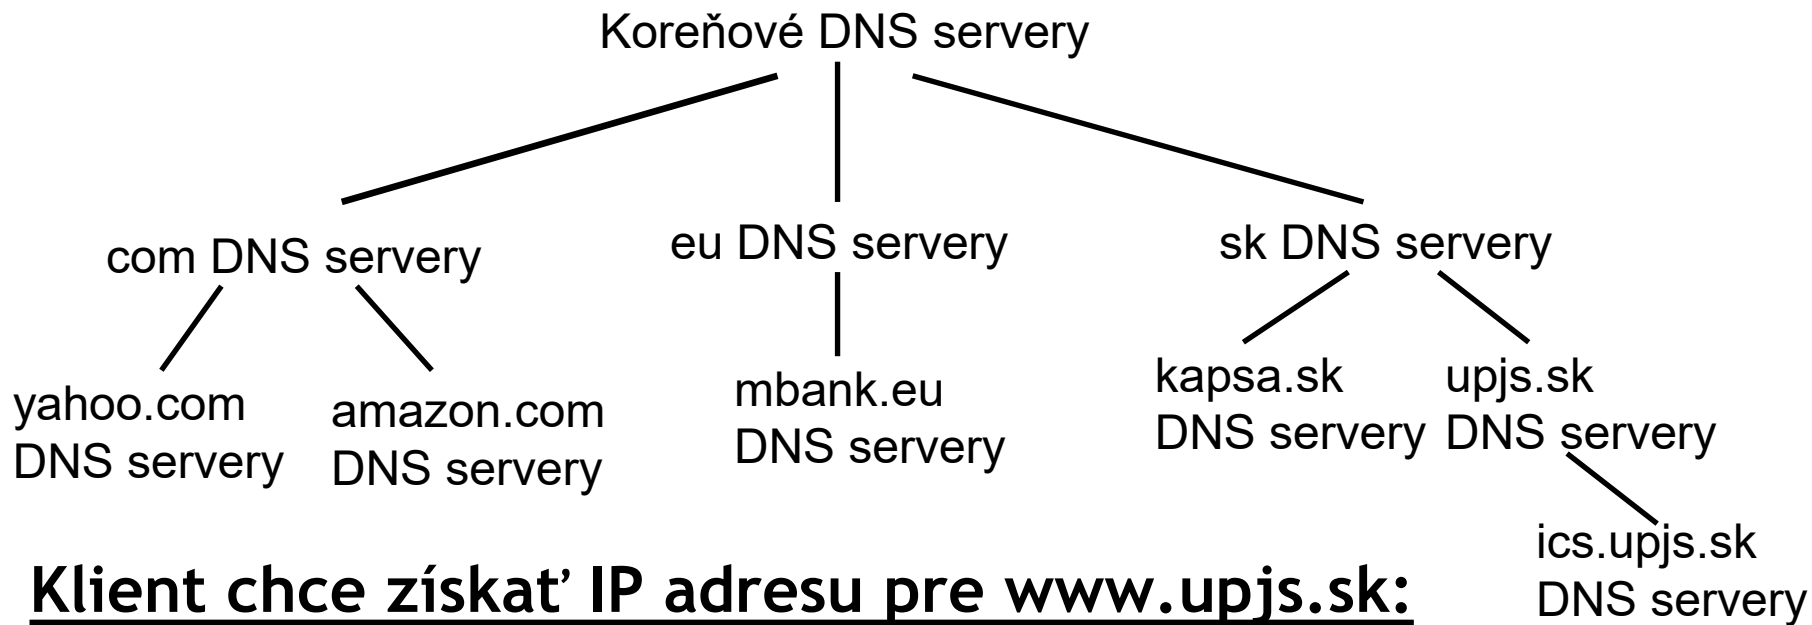 Koreňové DNS servery
com DNS servery
eu DNS servery
sk DNS servery
yahoo.com
DNS servery
amazon.com
DNS servery
mbank.eu
DNS servery
kapsa.sk
DNS servery
upjs.sk
DNS servery
ics.upjs.sk
DNS servery
Klient chce získať IP adresu pre www.upjs.sk: